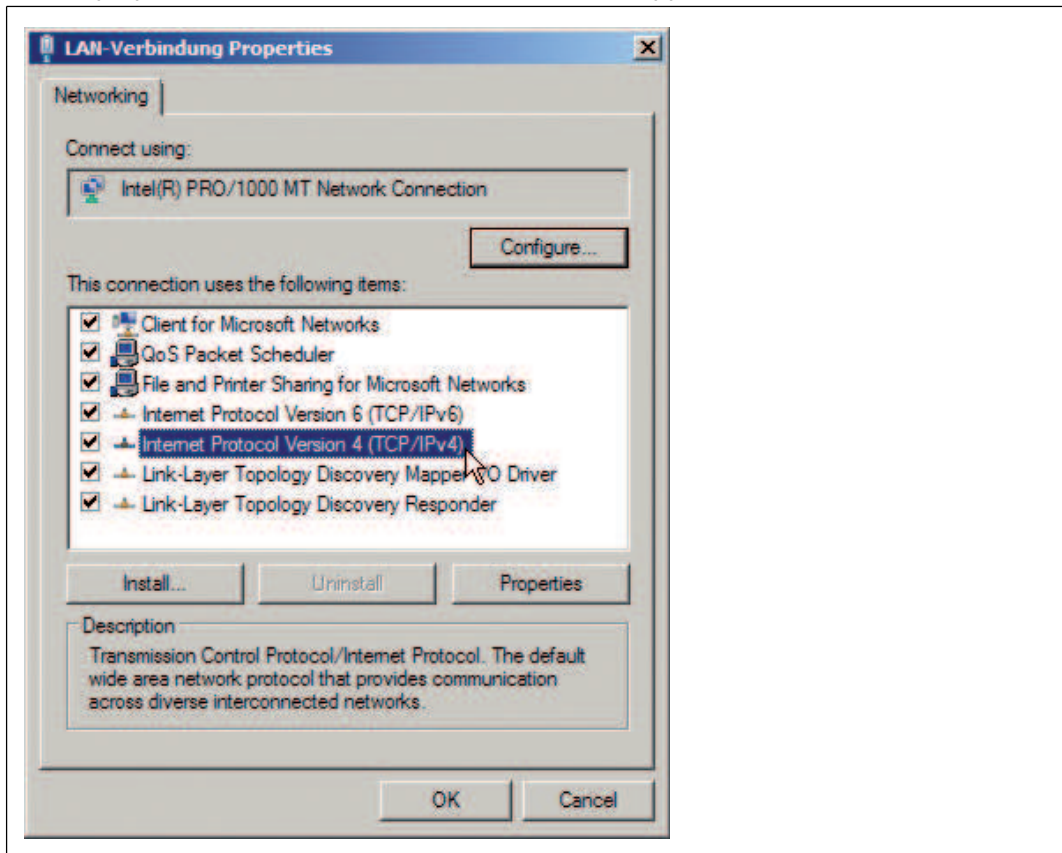 LAN-Verbindung Properties
Networking
Connect using:
Intel(R) PRO/1000 MT Network Connection
Configure...
This connection uses the following items:
Client for Microsoft Networks
QoS Packet Scheduler
File and Printer Sharing for Microsoft Networks
Internet Protocol Version 6 (TCP/IPv6)
Internet Protocol Version 4 (TCP/IPv4)
Link-Layer Topology Discovery Mapper I/O Driver
Link-Layer Topology Discovery Responder
Install...
Uninstall
Properties
Description
Transmission Control Protocol/Internet Protocol. The default
wide area network protocol that provides communication
across diverse interconnected networks.
OK
Cancel